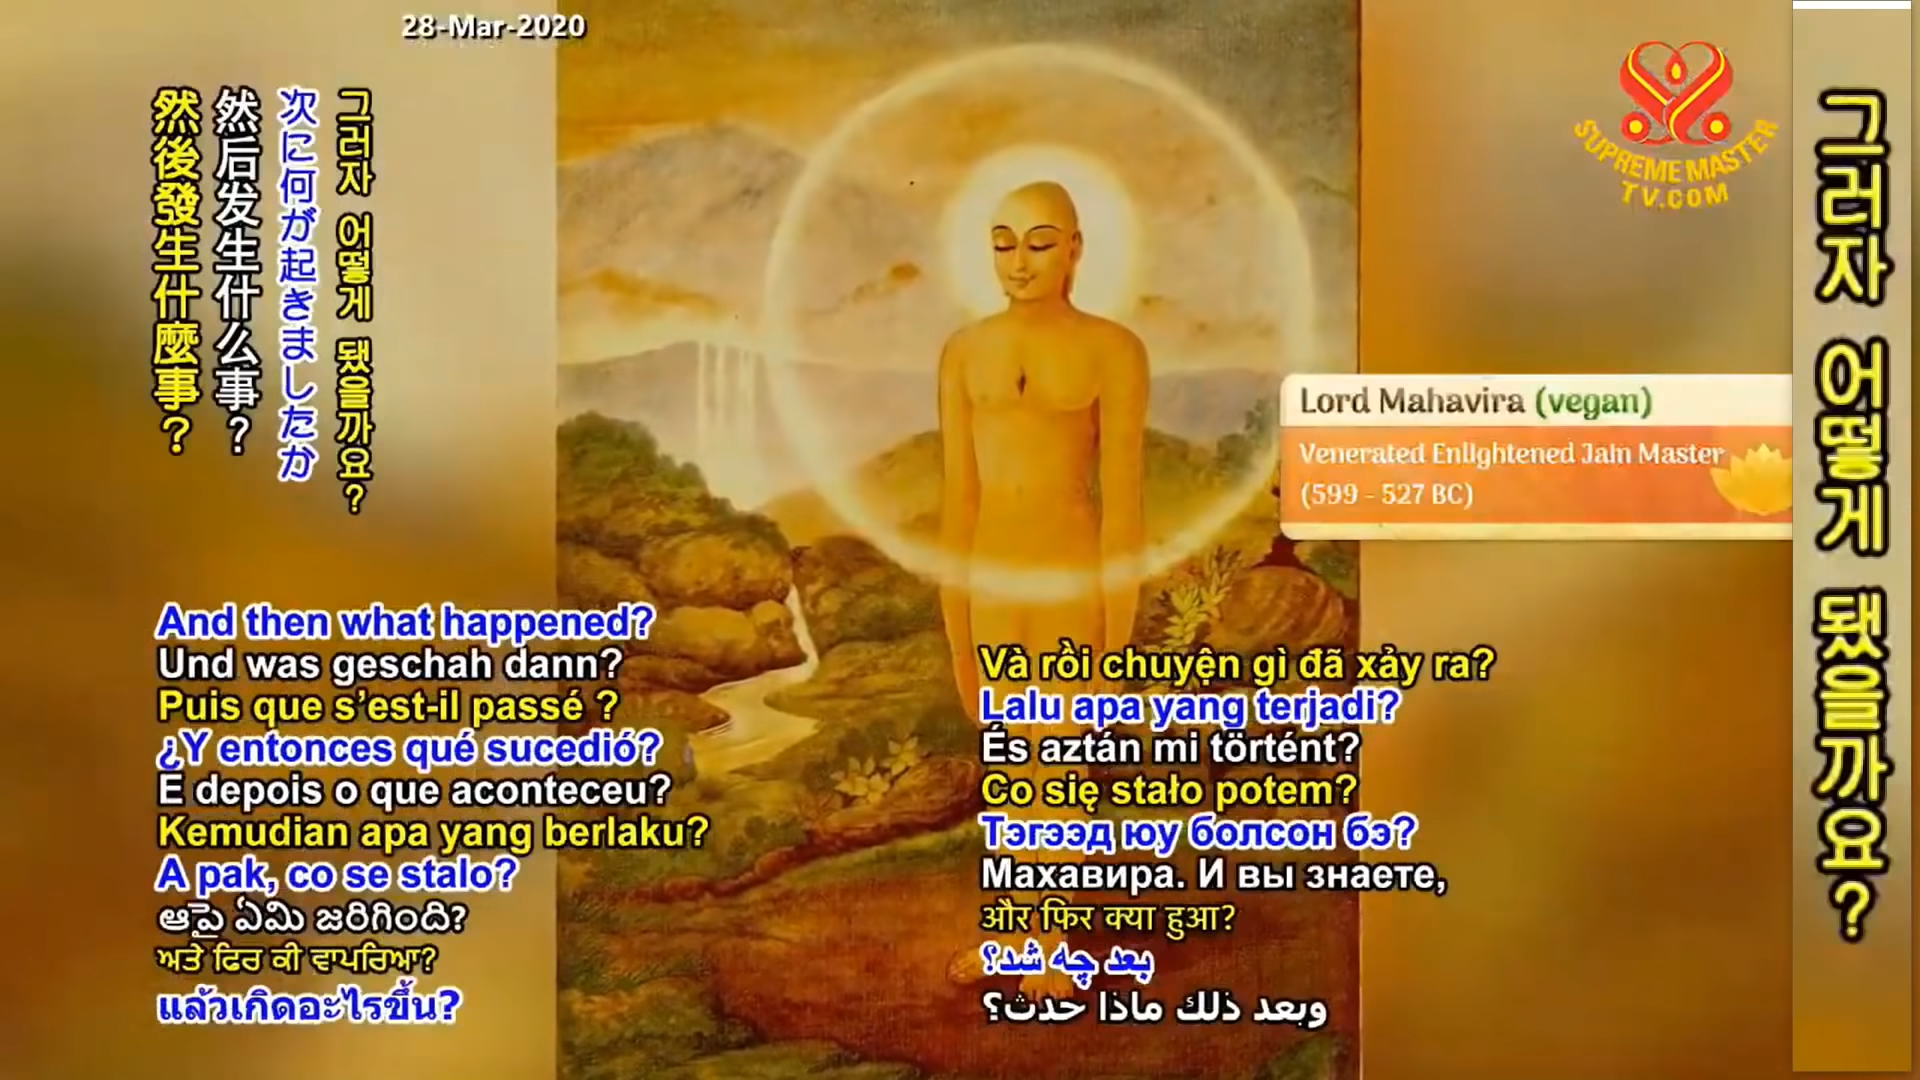 28-Mar-2020
SUPREME MASTER
TV.COM
然後發生什麼事？
然后发生什么事？
次に何が起きましたか
그러자 어떻게 됐을까요?
Lord Mahavira (vegan)
Venerated Enlightened Jain Master
(599 - 527 BC)
And then what happened?
Und was geschah dann?
Puis que s’est-il passé ?
¿Y entonces qué sucedió?
E depois o que aconteceu?
Kemudian apa yang berlaku?
A pak, co se stalo?
ఆపై ఏమి జరిగింది?
ਅਤੇ ਫਿਰ ਕੀ ਵਾਪਰਿਆ?
แล้วเกิดอะไรขึ้น?
Và rồi chuyện gì đã xảy ra?
Lalu apa yang terjadi?
És aztán mi történt?
Co się stało potem?
Тэгээд юу болсон бэ?
Махавира. И вы знаете,
और फिर क्या हुआ?
بعد چه شد؟
وبعد ذلك ماذا حدث؟
그러자 어떻게 됐을까요?